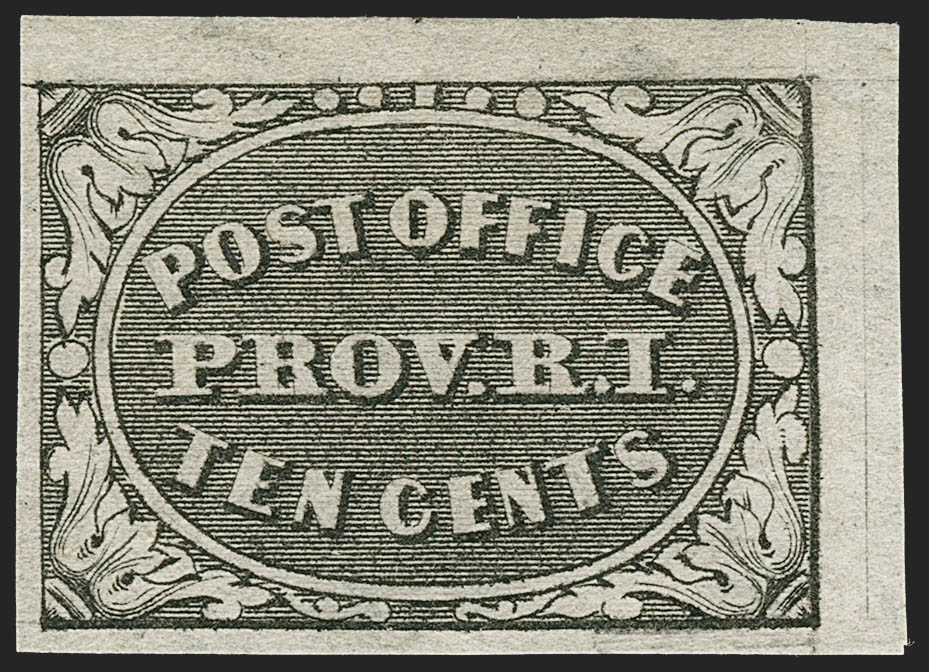 POST OFFICE
PROV. R. I.
TEN CENTS